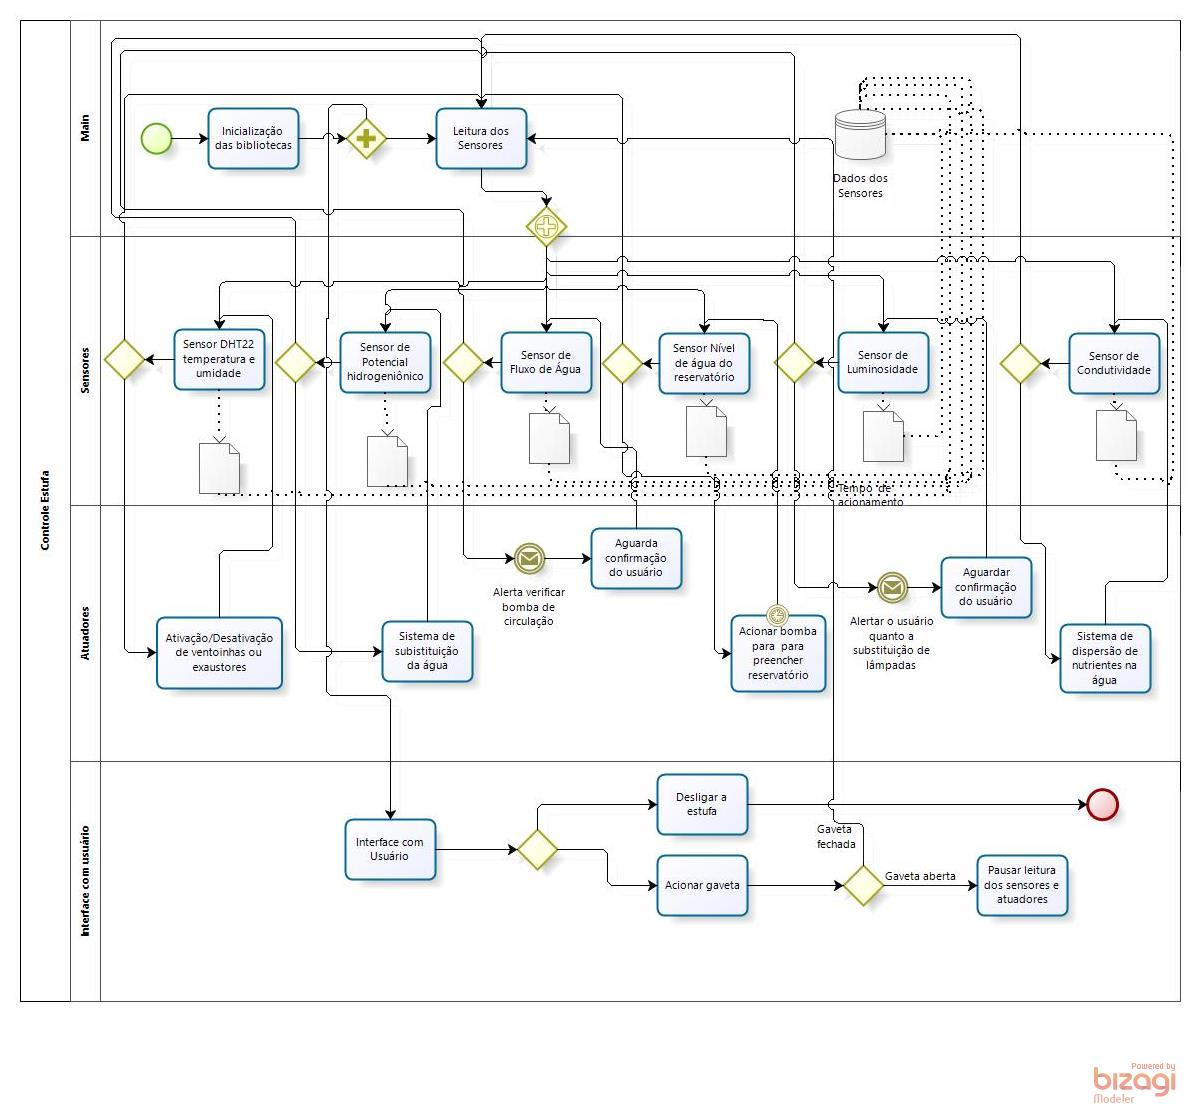 Controle Estufa
Main
Inicialização
das bibliotecas
Leitura dos
Sensores
Dados dos
Sensores
Sensores
Sensor DHT22
temperatura e
umidade
Sensor de
Potencial
hidrogeniônico
Sensor de
Fluxo de Água
Sensor Nível
de água do
reservatório
Sensor de
Luminosidade
Sensor de
Condutividade
Tempo de
acionamento
Atuadores
Ativação/Desativação
de ventoinhas ou
exaustores
Sistema de
subistituição
da água
Alerta verificar
bomba de
circulação
Aguarda
confirmação
do usuário
Acionar bomba
para para
preencher
reservatório
Alertar o usuário
quanto a
substituição de
lâmpadas
Aguardar
confirmação
do usuário
Sistema de
dispersão de
nutrientes na
água
Interface com usuário
Interface com
Usuário
Desligar a
estufa
Acionar gaveta
Gaveta
fechada
Gaveta aberta
Pausar leitura
dos sensores e
atuadores
Powered by
bizagi
Modeler